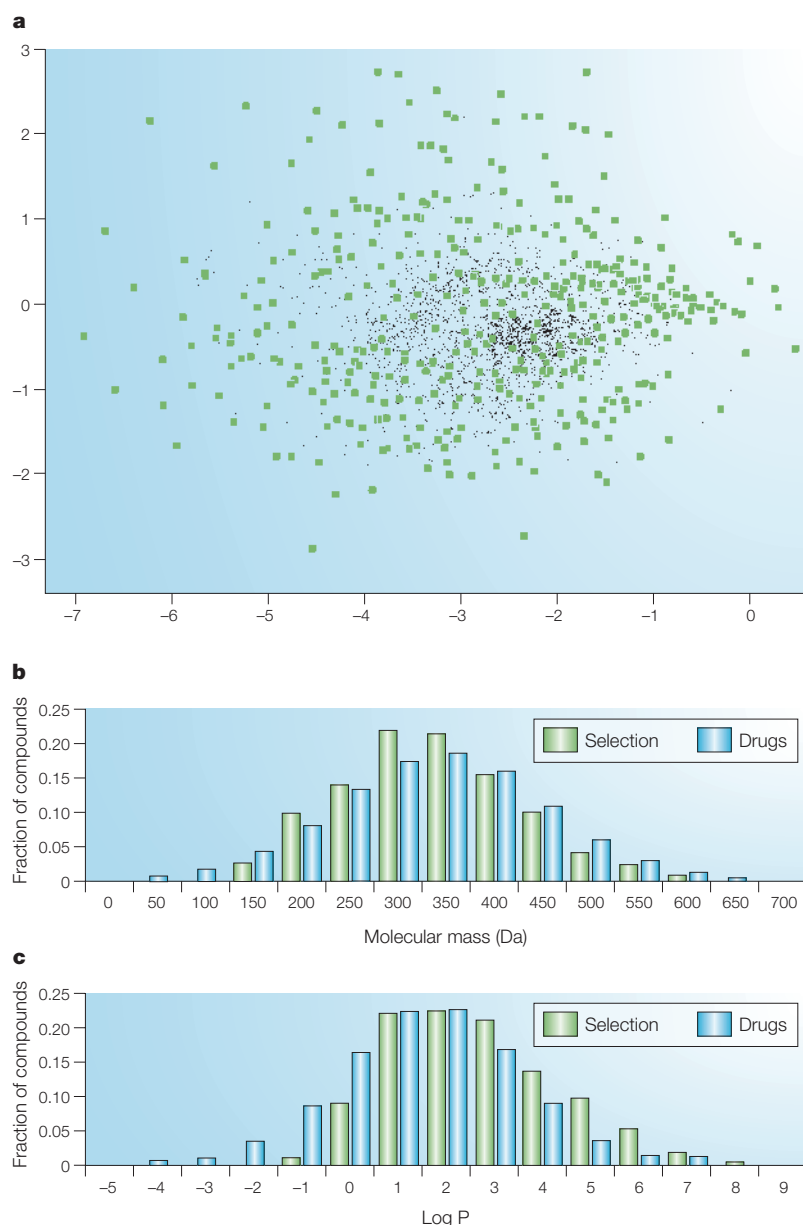 a
3
2
1
0
–1
–2
–3
–7 –6 –5 –4 –3 –2 –1 0
b
Fraction of compounds
0.25
0.20
0.15
0.10
0.05
0
Selection Drugs
0 50 100 150 200 250 300 350 400 450 500 550 600 650 700
Molecular mass (Da)
c
Fraction of compounds
0.25
0.20
0.15
0.10
0.05
0
Selection Drugs
–5 –4 –3 –2 –1 0 1 2 3 4 5 6 7 8 9
Log P